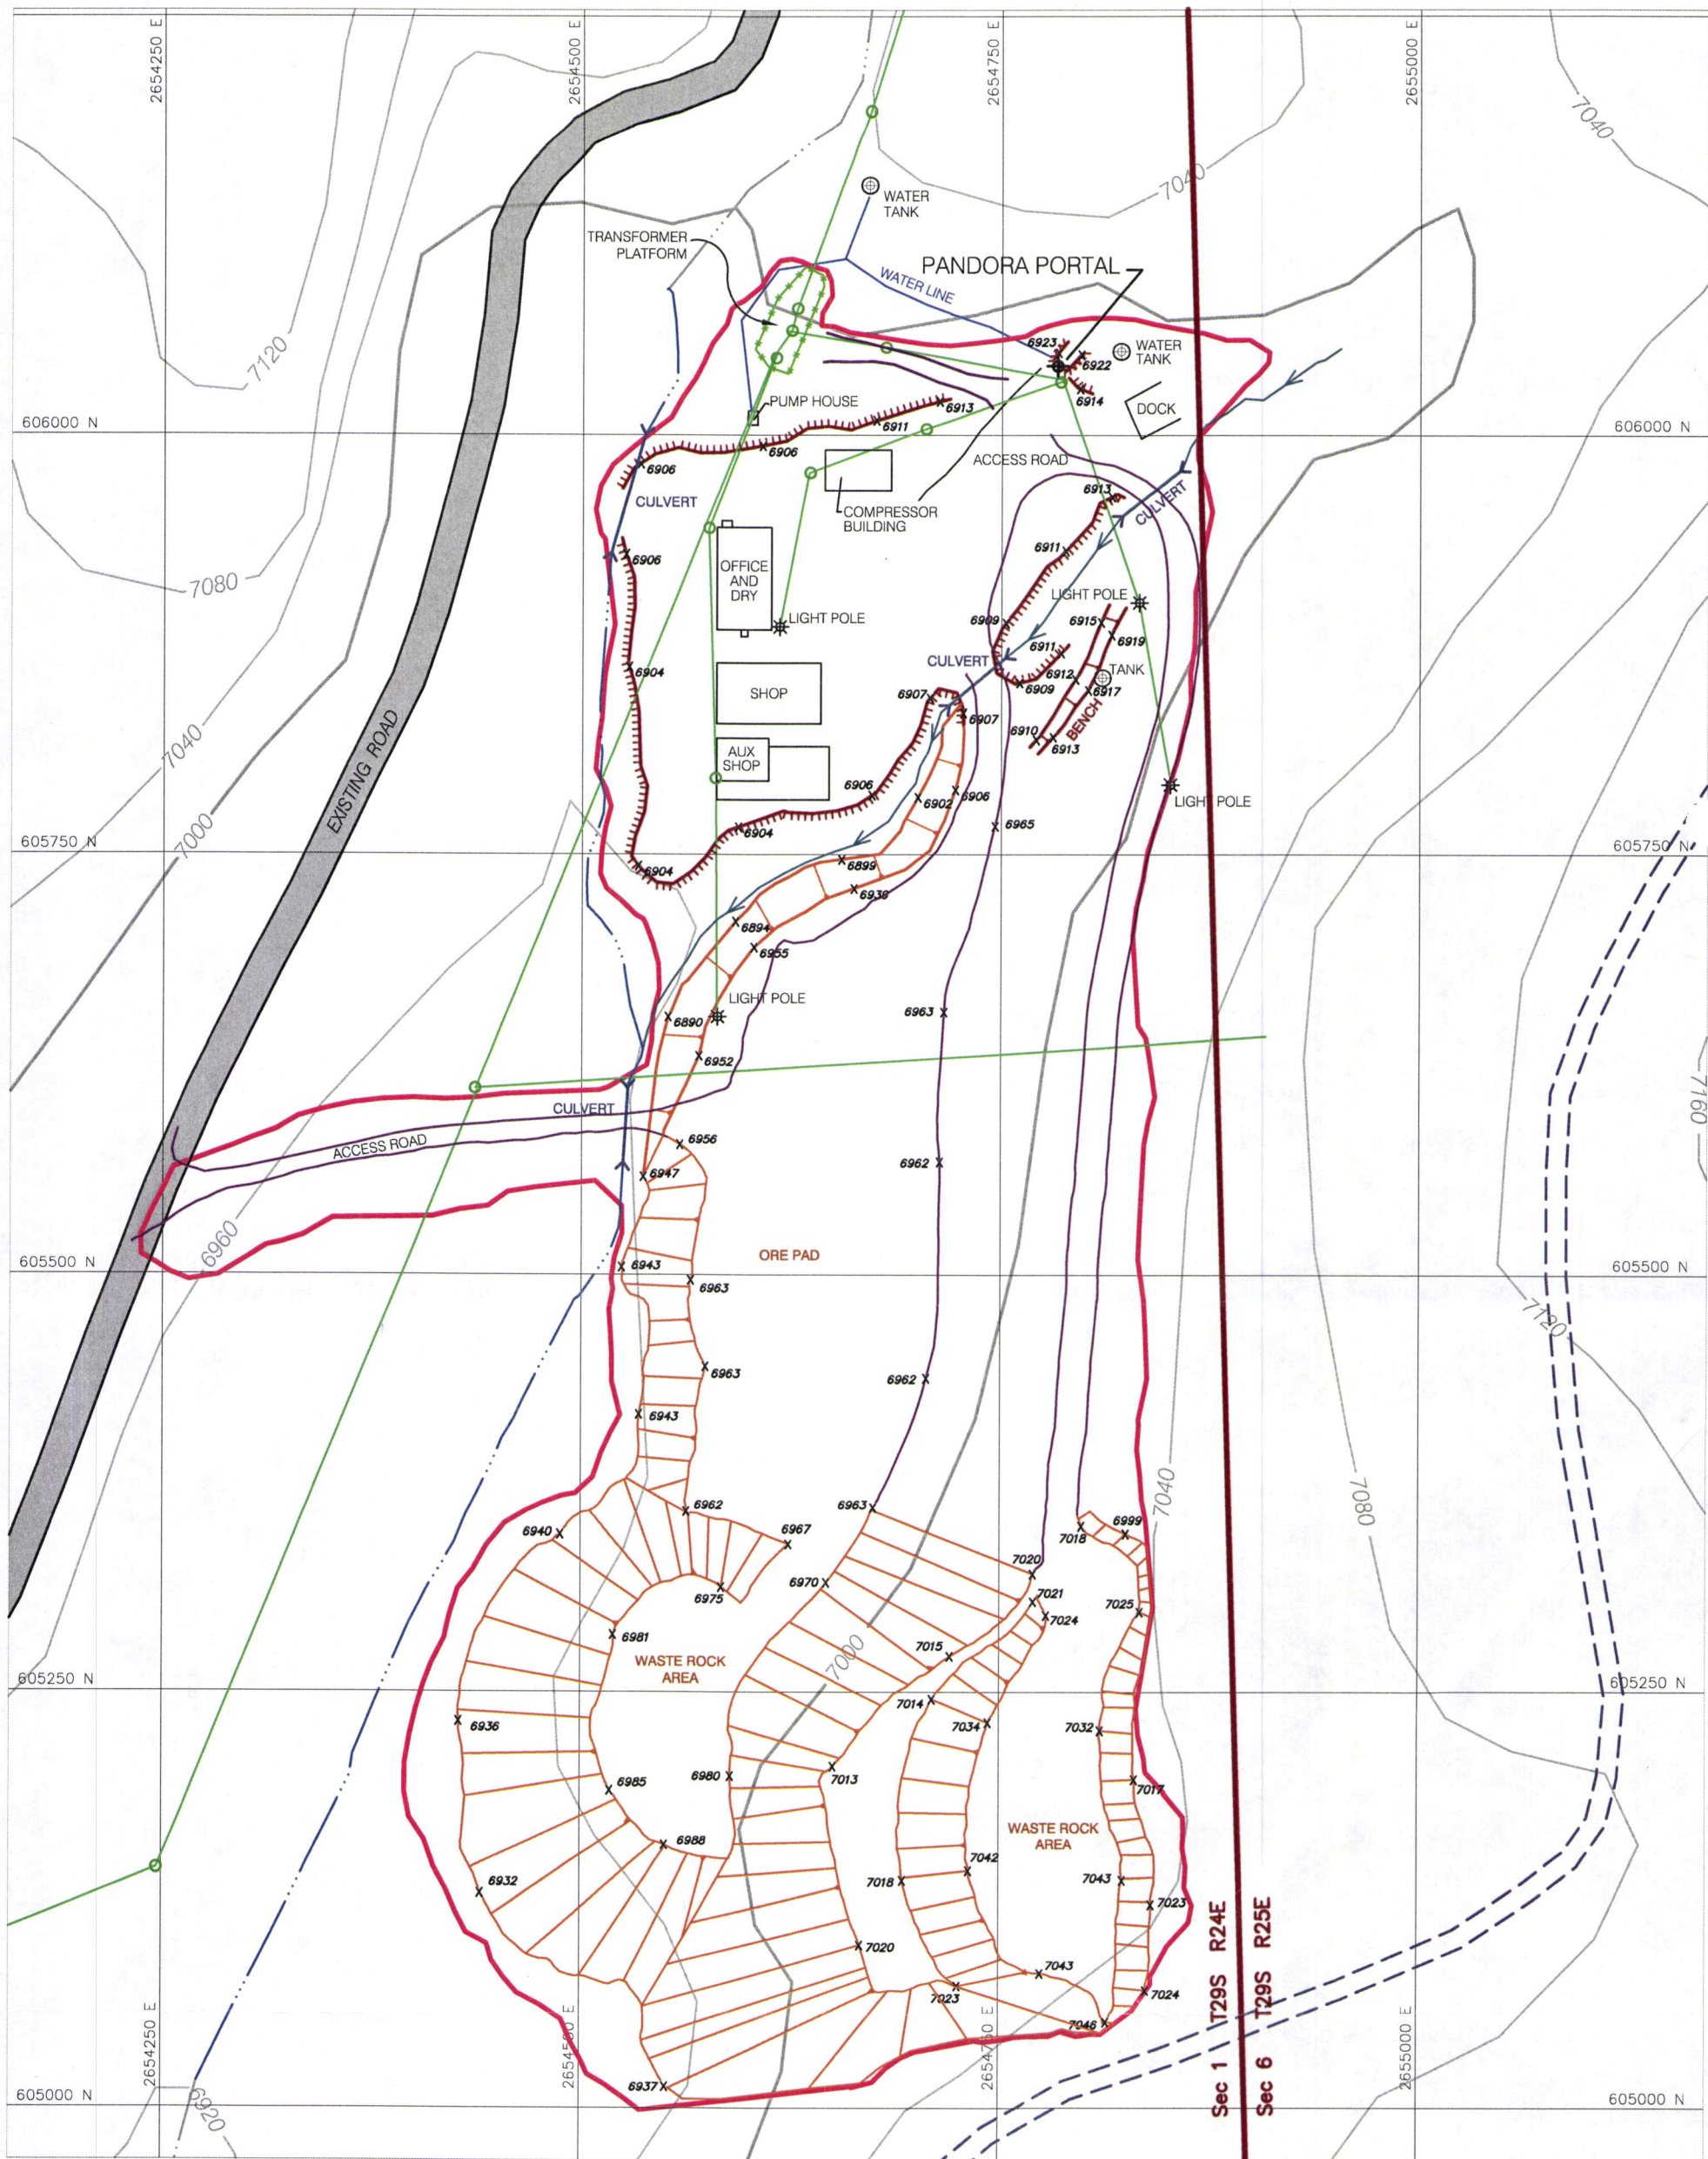 2654250 E
2654500 E
2654750 E
2655000 E
7040
7040
WATER
TANK
TRANSFORMER
PLATFORM
PANDORA PORTAL
WATER LINE
7120
6923
6922
WATER
TANK
6914
DOCK
PUMP HOUSE
6913
6911
606000 N
606000 N
6906
6906
ACCESS ROAD
CULVERT
6913
CULVERT
COMPRESSOR
BUILDING
6911
6906
OFFICE
AND
DRY
7080
LIGHT POLE
LIGHT POLE
6909
6915
6919
6911
CULVERT
6912
TANK
6904
SHOP
6909
6917
6907
6907
BENCH
6910
6913
7040
EXISTING ROAD
AUX
SHOP
6906
6902
6906
LIGHT POLE
6965
7000
6904
605750 N
605750 N
6904
6899
6894
6955
LIGHT POLE
6890
6963
6952
7160
CULVERT
ACCESS ROAD
6956
6947
6962
6960
ORE PAD
605500 N
605500 N
6943
6963
7120
6963
6962
6943
7040
7080
6962
6963
6940
6967
7018
6999
7020
6970
6975
7021
7024
7025
6981
7015
7000
WASTE ROCK
AREA
605250 N
605250 N
7014
6936
7034
7032
6980
7013
6985
7017
WASTE ROCK
AREA
6988
7042
6932
7018
7043
7023
7020
7043
7023
7024
7046
Sec 1 T29S R24E
Sec 6 T29S R25E
6937
2654250 E
2654750 E
2655000 E
605000 N
605000 N
6920